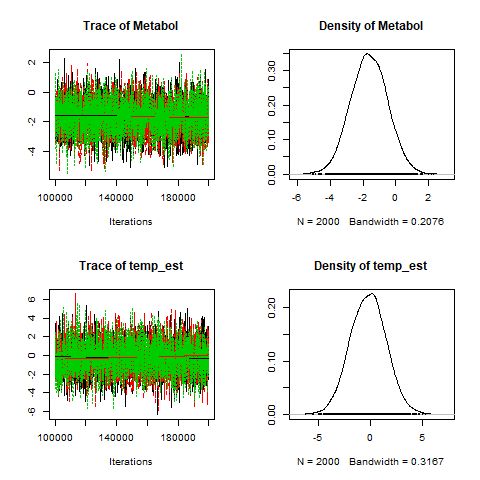 Trace of Metabol
2
0
-2
-4
100000 140000 180000
Iterations
Density of Metabol
0.30
0.20
0.10
0.00
-6 -4 -2 0 2
N = 2000 Bandwidth = 0.2076
Trace of temp_est
6
4
2
0
-2
-4
-6
100000 140000 180000
Iterations
Density of temp_est
0.20
0.10
0.00
-5 0 5
N = 2000 Bandwidth = 0.3167